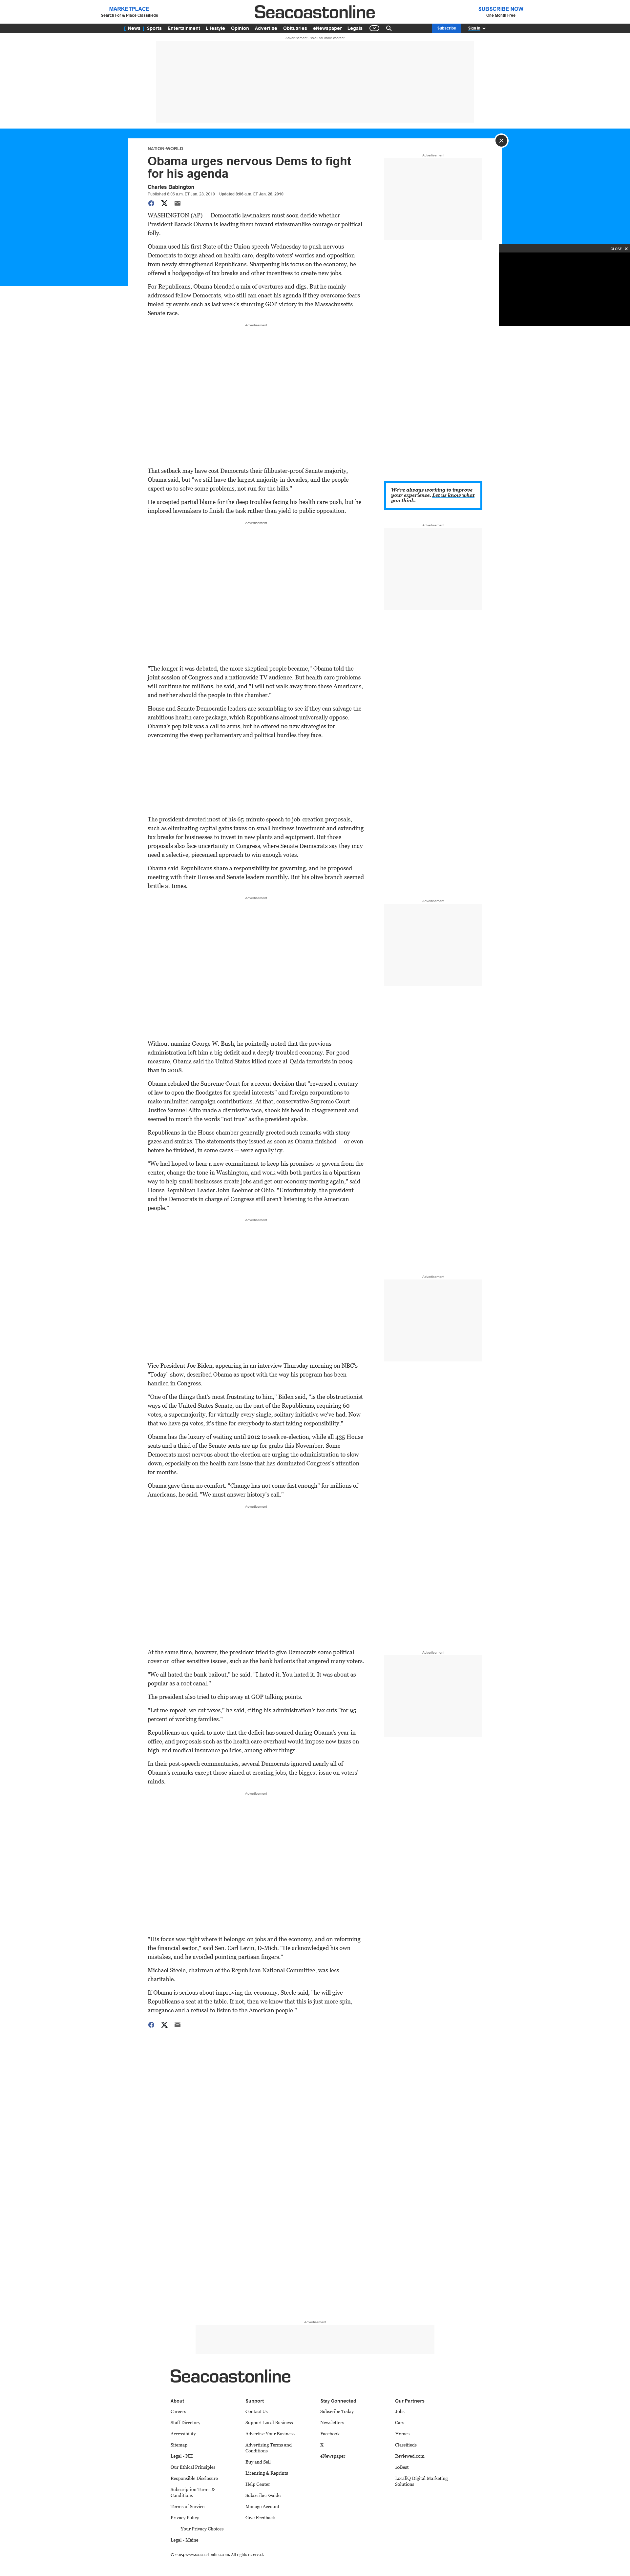 MARKETPLACE
Search For & Place Classifieds
Seacoastonline
SUBSCRIBE NOW
One Month Free
News Sports Entertainment Lifestyle Opinion Advertise Obituaries eNewspaper Legals Subscribe Sign In
Advertisement
CLOSE
NATION-WORLD
Obama urges nervous Dems to fight
for his agenda
Charles Babington
Published 8:00 a.m. ET Jan. 28, 2010 | Updated 8:00 a.m. ET Jan. 28, 2010
WASHINGTON (AP) — Democratic lawmakers must soon decide whether
President Barack Obama is leading them toward statesmanlike courage or political
folly.
Obama used his first State of the Union speech Wednesday to push nervous
Democrats to forge ahead on health care, despite voters' worries and opposition
from newly strengthened Republicans. Sharpening his focus on the economy, he
offered a hodgepodge of tax breaks and other incentives to create new jobs.
For Republicans, Obama blended a mix of overtures and digs. But he mainly
addressed fellow Democrats, who still can enact his agenda if they overcome fears
fueled by events such as last week's stunning GOP victory in the Massachusetts
Senate race.
Advertisement
That setback may have cost Democrats their filibuster-proof Senate majority,
Obama said, but "we still have the largest majority in decades, and the people
expect us to solve some problems, not run for the hills."
He accepted partial blame for the deep troubles facing his health care push, but he
implored lawmakers to finish the task rather than yield to public opposition.
Advertisement
"The longer it was debated, the more skeptical people became," Obama told the
joint session of Congress and a nationwide TV audience. But health care problems
will continue for millions, he said, and "I will not walk away from these Americans,
and neither should the people in this chamber."
House and Senate Democratic leaders are scrambling to see if they can salvage the
ambitious health care package, which Republicans almost universally oppose.
Obama's pep talk was a call to arms, but he offered no new strategies for
overcoming the steep parliamentary and political hurdles they face.
The president devoted most of his 65-minute speech to job-creation proposals,
such as eliminating capital gains taxes on small business investment and extending
tax breaks for businesses to invest in new plants and equipment. But those
proposals also face uncertainty in Congress, where Senate Democrats say they may
need a selective, piecemeal approach to win enough votes.
Obama said Republicans share a responsibility for governing, and he proposed
meeting with their House and Senate leaders monthly. But his olive branch seemed
brittle at times.
Advertisement
Without naming George W. Bush, he pointedly noted that the previous
administration left him a big deficit and a deeply troubled economy. For good
measure, Obama said the United States killed more al-Qaida terrorists in 2009
than in 2008.
Obama rebuked the Supreme Court for a recent decision that "reversed a century
of law to open the floodgates for special interests" and foreign corporations to
make unlimited campaign contributions. At that, conservative Supreme Court
Justice Samuel Alito made a dismissive face, shook his head in disagreement and
seemed to mouth the words "not true" as the president spoke.
Republicans in the House chamber generally greeted such remarks with stony
gazes and smirks. The statements they issued as soon as Obama finished — or even
before he finished, in some cases — were equally icy.
"We had hoped to hear a new commitment to keep his promises to govern from the
center, change the tone in Washington, and work with both parties in a bipartisan
way to help small businesses create jobs and get our economy moving again," said
House Republican Leader John Boehner of Ohio. "Unfortunately, the president
and the Democrats in charge of Congress still aren't listening to the American
people."
Advertisement
Vice President Joe Biden, appearing in an interview Thursday morning on NBC's
"Today" show, described Obama as upset with the way his program has been
handled in Congress.
"One of the things that's most frustrating to him," Biden said, "is the obstructionist
ways of the United States Senate, on the part of the Republicans, requiring 60
votes, a supermajority, for virtually every single, solitary initiative we've had. Now
that we have 59 votes, it's time for everybody to start taking responsibility."
Obama has the luxury of waiting until 2012 to seek re-election, while all 435 House
seats and a third of the Senate seats are up for grabs this November. Some
Democrats most nervous about the election are urging the administration to slow
down, especially on the health care issue that has dominated Congress's attention
for months.
Obama gave them no comfort. "Change has not come fast enough" for millions of
Americans, he said. "We must answer history's call."
Advertisement
At the same time, however, the president tried to give Democrats some political
cover on other sensitive issues, such as the bank bailouts that angered many voters.
"We all hated the bank bailout," he said. "I hated it. You hated it. It was about as
popular as a root canal."
The president also tried to chip away at GOP talking points.
"Let me repeat, we cut taxes," he said, citing his administration's tax cuts "for 95
percent of working families."
Republicans are quick to note that the deficit has soared during Obama's year in
office, and proposals such as the health care overhaul would impose new taxes on
high-end medical insurance policies, among other things.
In their post-speech commentaries, several Democrats ignored nearly all of
Obama's remarks except those aimed at creating jobs, the biggest issue on voters'
minds.
Advertisement
"His focus was right where it belongs: on jobs and the economy, and on reforming
the financial sector," said Sen. Carl Levin, D-Mich. "He acknowledged his own
mistakes, and he avoided pointing partisan fingers."
Michael Steele, chairman of the Republican National Committee, was less
charitable.
If Obama is serious about improving the economy, Steele said, "he will give
Republicans a seat at the table. If not, then we know that this is just more spin,
arrogance and a refusal to listen to the American people."
Advertisement
We're always working to improve
your experience. Let us know what
you think.
Advertisement
Advertisement
Advertisement
Advertisement
Advertisement
Seacoastonline
About
Careers
Staff Directory
Accessibility
Sitemap
Legal - NH
Our Ethical Principles
Responsible Disclosure
Subscription Terms &
Conditions
Terms of Service
Privacy Policy
Your Privacy Choices
Legal - Maine
Support
Contact Us
Support Local Business
Advertise Your Business
Advertising Terms and
Conditions
Buy and Sell
Licensing & Reprints
Help Center
Subscriber Guide
Manage Account
Give Feedback
Stay Connected
Subscribe Today
Newsletters
Facebook
X
eNewspaper
Our Partners
Jobs
Cars
Homes
Classifieds
Reviewed.com
10Best
LocaliQ Digital Marketing
Solutions
© 2024 www.seacoastonline.com. All rights reserved.